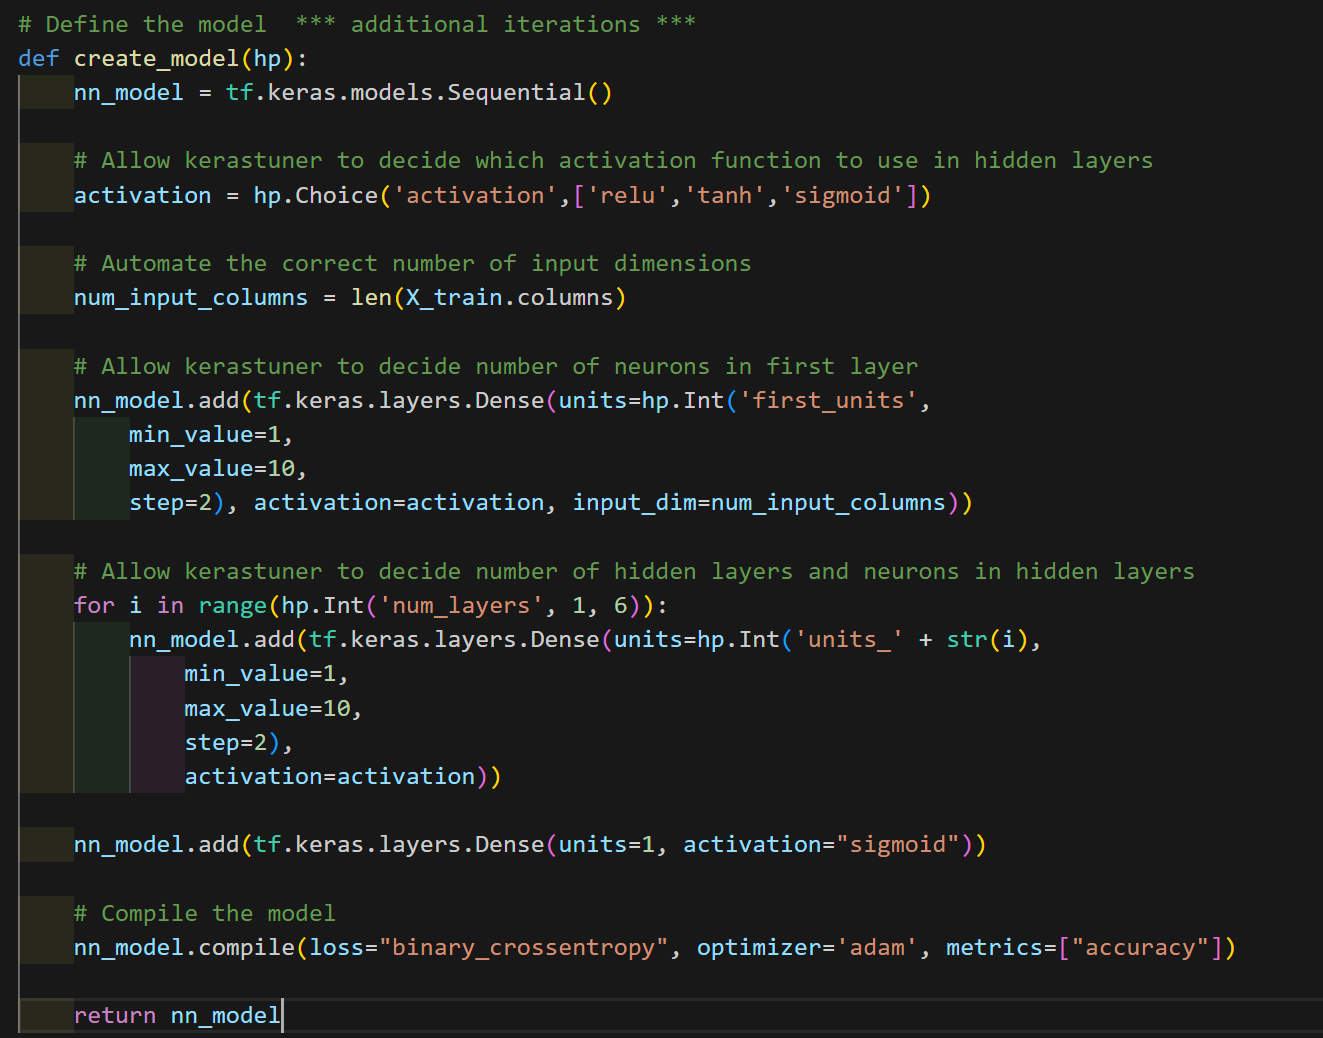 # Define the model  *** additional iterations ***
def create_model(hp):
    nn_model = tf.keras.models.Sequential()

    # Allow kerastuner to decide which activation function to use in hidden layers
    activation = hp.Choice('activation',['relu','tanh','sigmoid'])

    # Automate the correct number of input dimensions
    num_input_columns = len(X_train.columns)

    # Allow kerastuner to decide number of neurons in first layer
    nn_model.add(tf.keras.layers.Dense(units=hp.Int('first_units',
        min_value=1,
        max_value=10,
        step=2), activation=activation, input_dim=num_input_columns))

    # Allow kerastuner to decide number of hidden layers and neurons in hidden layers
    for i in range(hp.Int('num_layers', 1, 6)):
        nn_model.add(tf.keras.layers.Dense(units=hp.Int('units_' + str(i),
            min_value=1,
            max_value=10,
            step=2),
            activation=activation))

    nn_model.add(tf.keras.layers.Dense(units=1, activation="sigmoid"))

    # Compile the model
    nn_model.compile(loss="binary_crossentropy", optimizer='adam', metrics=["accuracy"])

    return nn_model